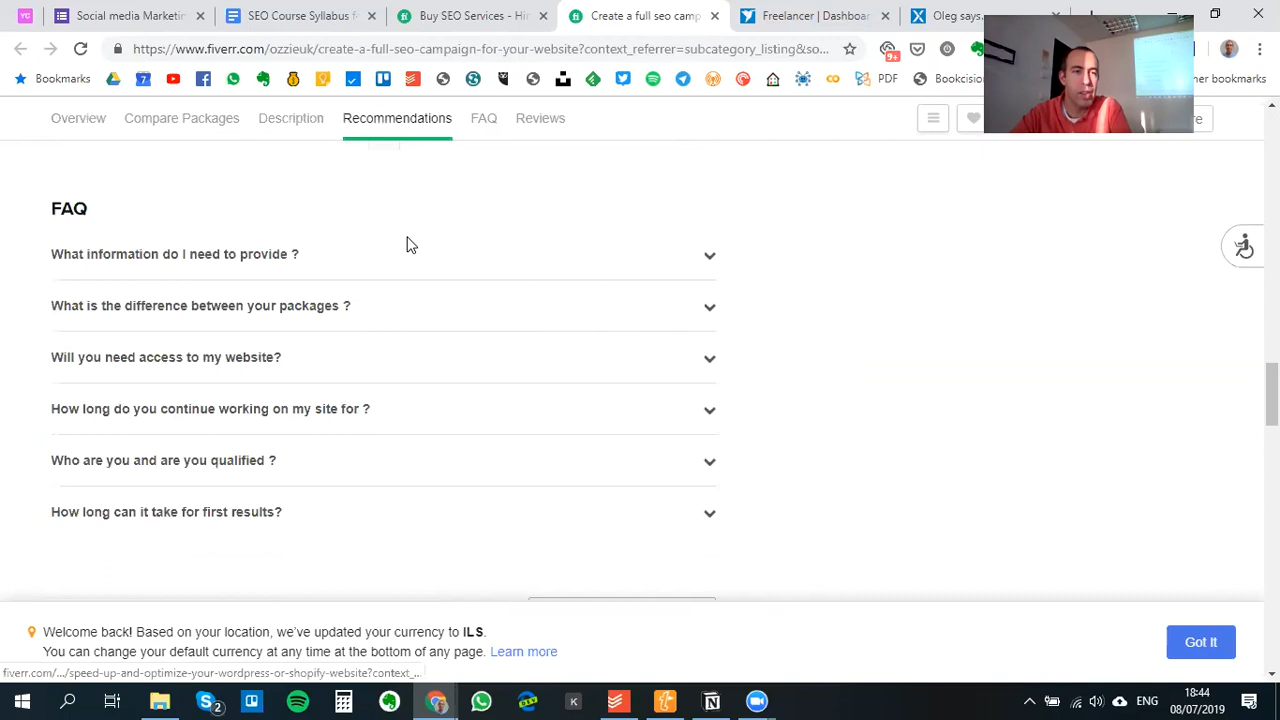 YC
Social media Marketin
SEO Course Syllabus f
Buy SEO Services - Hir
Create a full seo camp
Freelancer | Dashboar
Oleg says.
https://www.fiverr.com/ozzieuk/create-a-full-seo-campaign-for-your-website?context_referrer=subcategory_listing&so...
9+
Bookmarks
PDF
Bookcision
her bookmarks
Overview
Compare Packages
Description
Recommendations
FAQ
Reviews
re
FAQ
What information do I need to provide ?
What is the difference between your packages ?
Will you need access to my website?
How long do you continue working on my site for ?
Who are you and are you qualified ?
How long can it take for first results?
Welcome back! Based on your location, we've updated your currency to ILS.
You can change your default currency at any time at the bottom of any page. Learn more
Got It
fiverr.com/.../speed-up-and-optimize-your-wordpress-or-shopify-website?context_...
2
ENG
18:44
08/07/2019